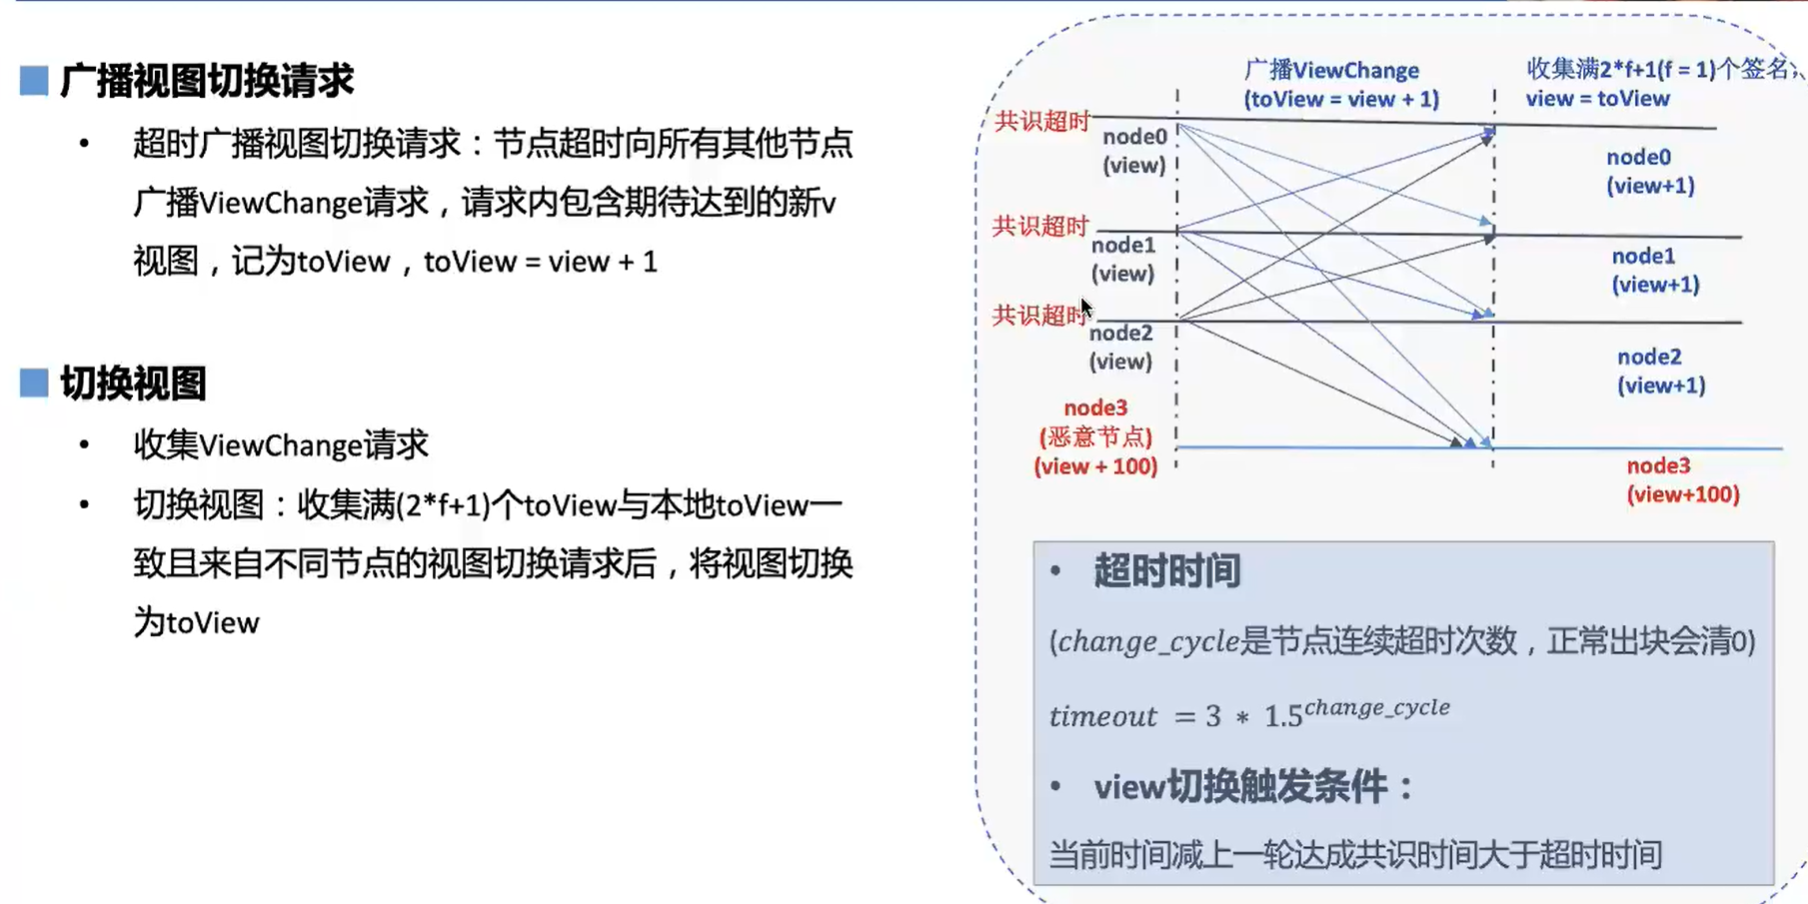 广播视图切换请求
• 超时广播视图切换请求：节点超时向所有其他节点
广播ViewChange请求，请求内包含期待达到的新v
视图，记为toView，toView = view + 1
切换视图
• 收集ViewChange请求
• 切换视图：收集满(2*f+1)个toView与本地toView一
致且来自不同节点的视图切换请求后，将视图切换
为toView
广播ViewChange
(toView = view + 1)
收集满2*f+1(f = 1)个签名，
view = toView
共识超时
node0
(view)
node0
(view+1)
共识超时
node1
(view)
node1
(view+1)
共识超时
node2
(view)
node2
(view+1)
node3
(恶意节点)
(view + 100)
node3
(view+100)
• 超时时间
(change_cycle是节点连续超时次数，正常出块会清0)
timeout = 3 * 1.5^change_cycle
• view切换触发条件：
当前时间减上一轮达成共识时间大于超时时间